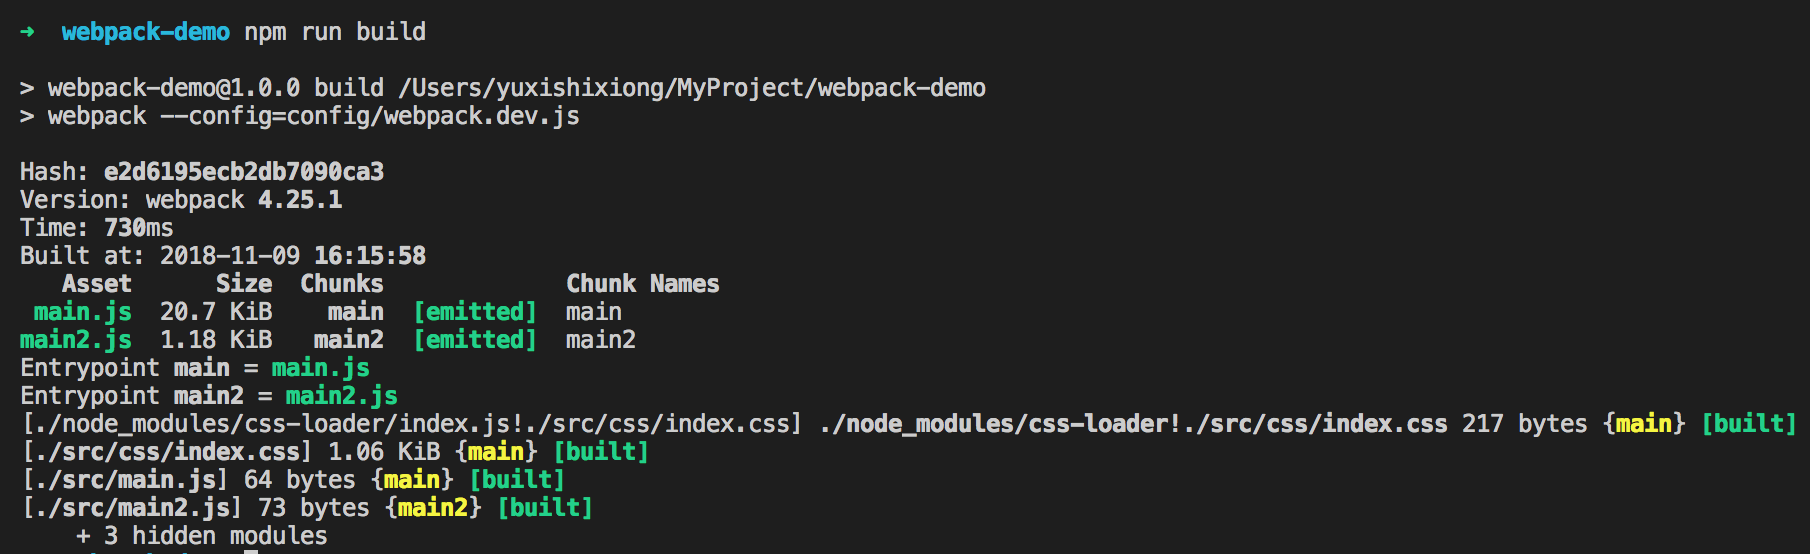 ➜  webpack-demo npm run build
> webpack-demo@1.0.0 build /Users/yuxishixiong/MyProject/webpack-demo
> webpack --config=config/webpack.dev.js
Hash: e2d6195ecb2db7090ca3
Version: webpack 4.25.1
Time: 730ms
Built at: 2018-11-09 16:15:58
   Asset      Size  Chunks             Chunk Names
 main.js  20.7 KiB    main  [emitted]  main
main2.js  1.18 KiB   main2  [emitted]  main2
Entrypoint main = main.js
Entrypoint main2 = main2.js
[./node_modules/css-loader/index.js!./src/css/index.css] ./node_modules/css-loader!./src/css/index.css 217 bytes {main} [built]
[./src/css/index.css] 1.06 KiB {main} [built]
[./src/main.js] 64 bytes {main} [built]
[./src/main2.js] 73 bytes {main2} [built]
    + 3 hidden modules